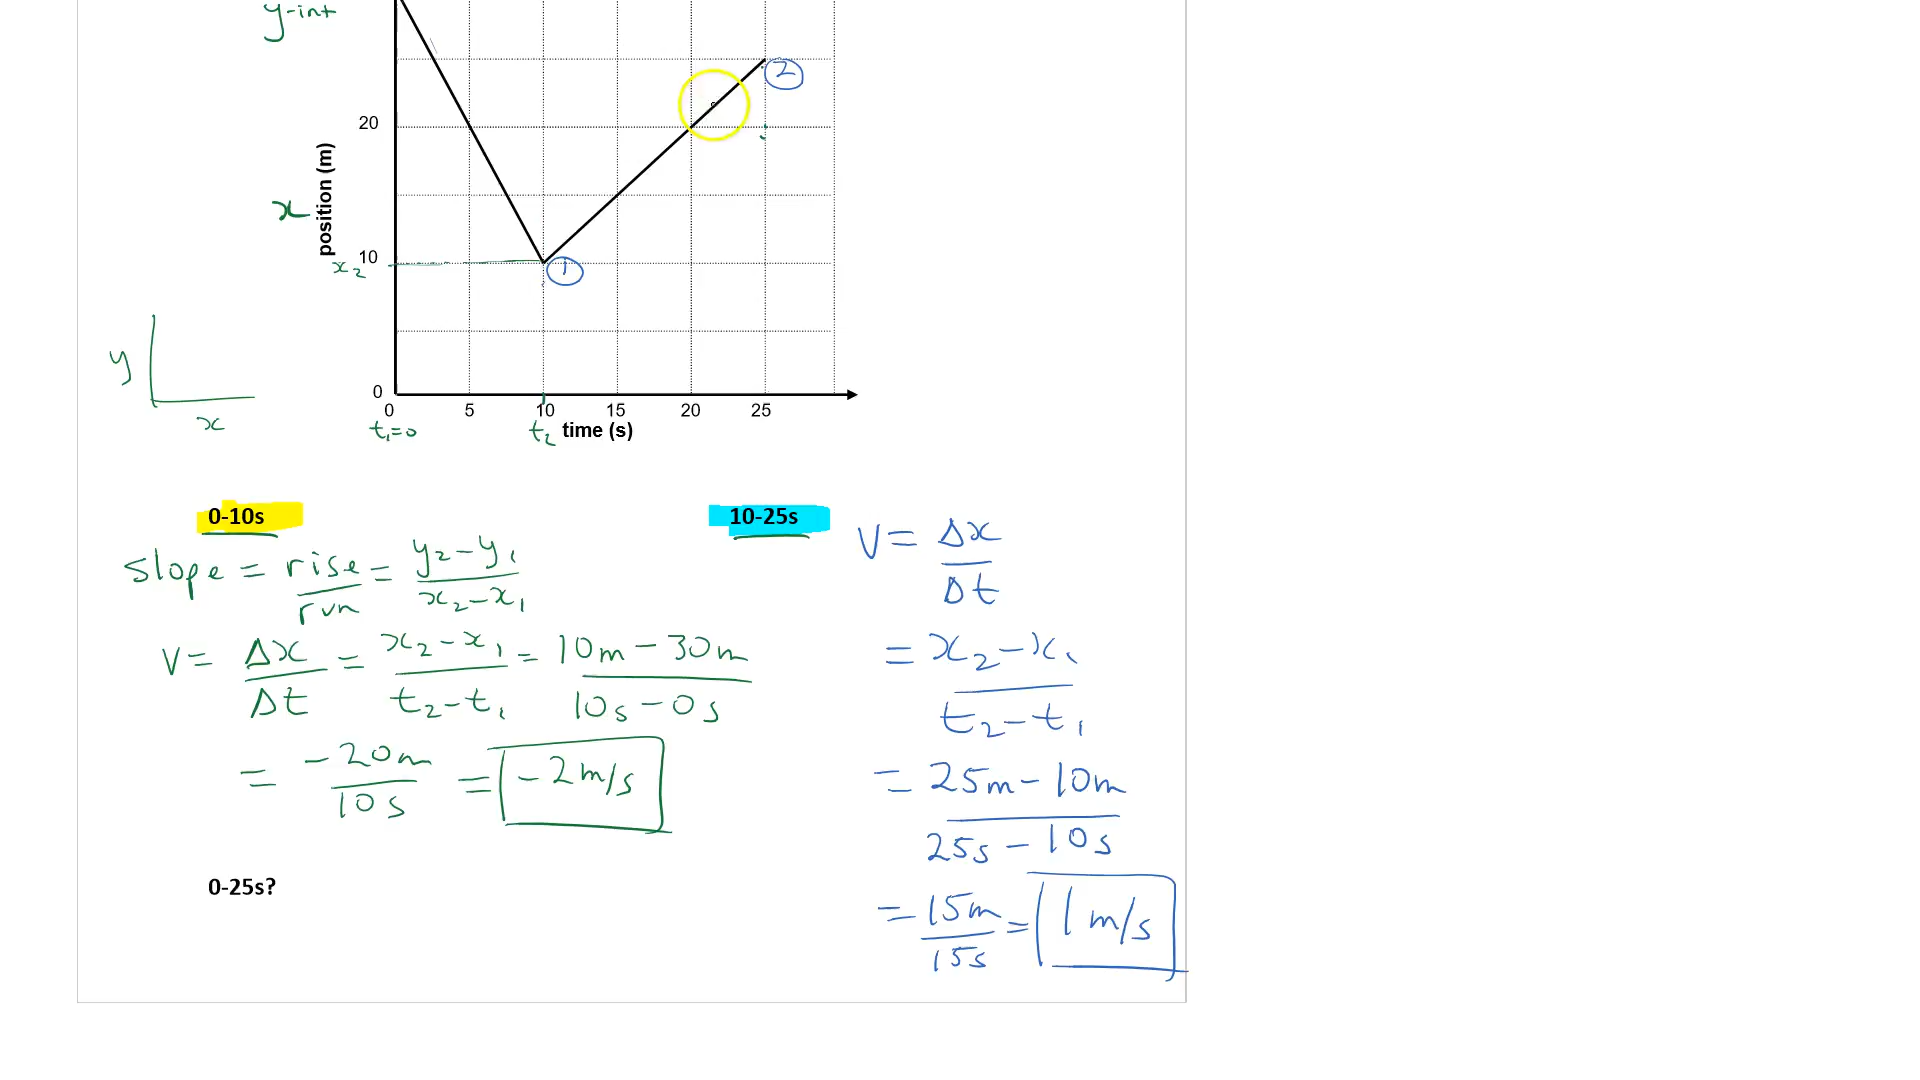 y-int
20
position (m)
x
10
x₂
①
②
0
0 5 10 15 20 25
t₁=0 t₂ time (s)
y
x
0-10s
slope = rise/run = (y₂-y₁)/(x₂-x₁)
v = Δx/Δt = (x₂-x₁)/(t₂-t₁) = (10m-30m)/(10s-0s)
= -20m/10s = -2m/s
0-25s?
10-25s
V = Δx/Δt
= (x₂-x₁)/(t₂-t₁)
= (25m-10m)/(25s-10s)
= 15m/15s = 1m/s